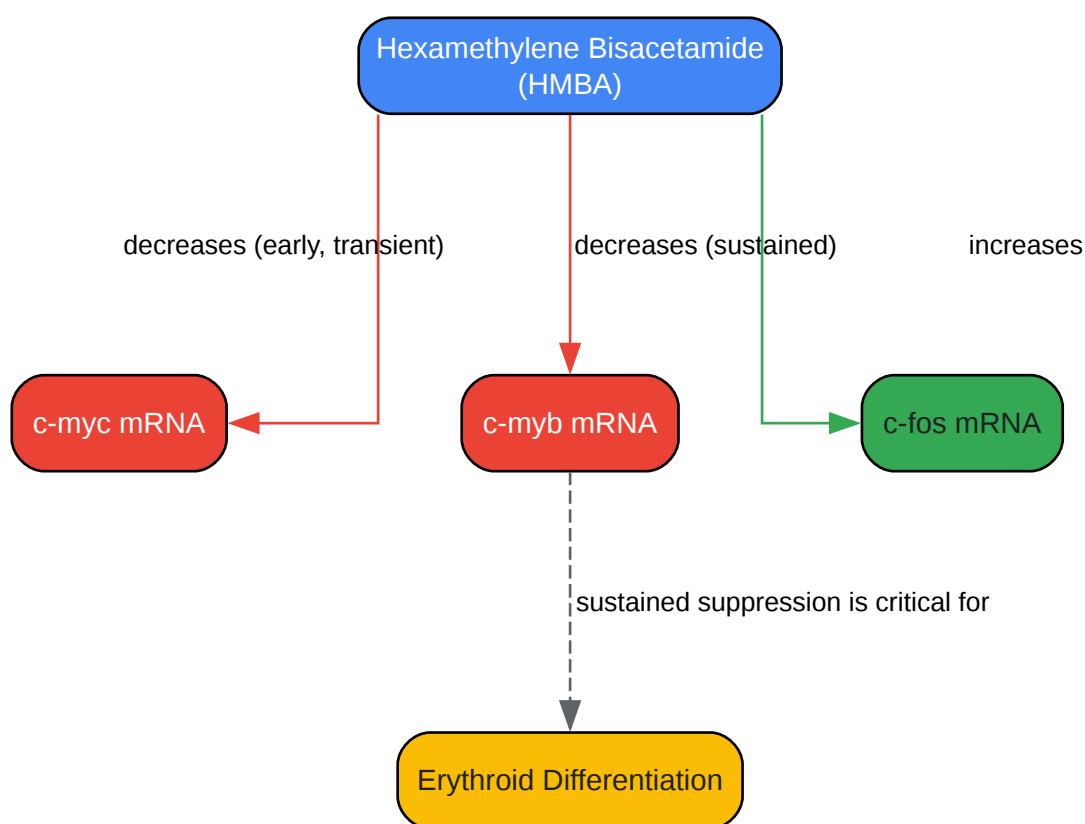 Hexamethylene Bisacetamide
(HMBA)
decreases (early, transient)
decreases (sustained)
increases
c-myc mRNA
c-myb mRNA
c-fos mRNA
sustained suppression is critical for
Erythroid Differentiation